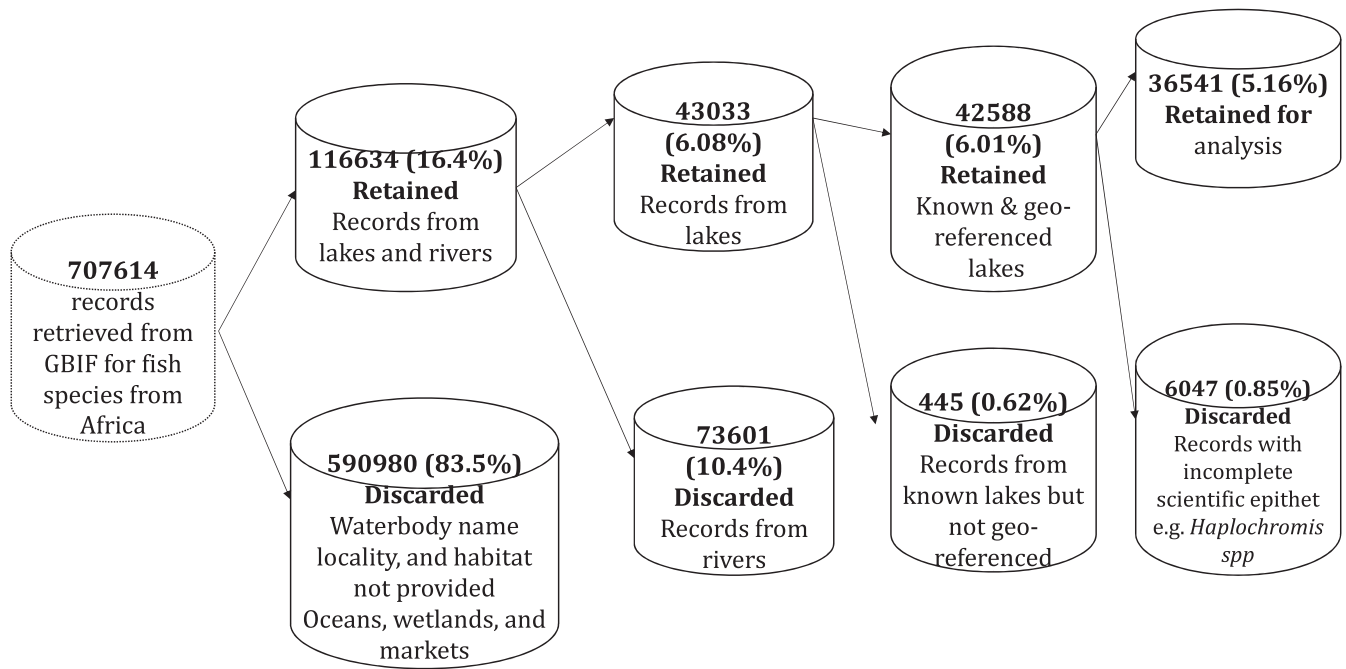 707614
records
retrieved from
GBIF for fish
species from
Africa
116634 (16.4%)
Retained
Records from
lakes and rivers
590980 (83.5%)
Discarded
Waterbody name
locality, and habitat
not provided
Oceans, wetlands, and
markets
43033
(6.08%)
Retained
Records from
lakes
73601
(10.4%)
Discarded
Records from
rivers
42588
(6.01%)
Retained
Known & geo-
referenced
lakes
445 (0.62%)
Discarded
Records from
known lakes but
not geo-
referenced
36541 (5.16%)
Retained for
analysis
6047 (0.85%)
Discarded
Records with
incomplete
scientific epithet
e.g. Haplochromis
spp